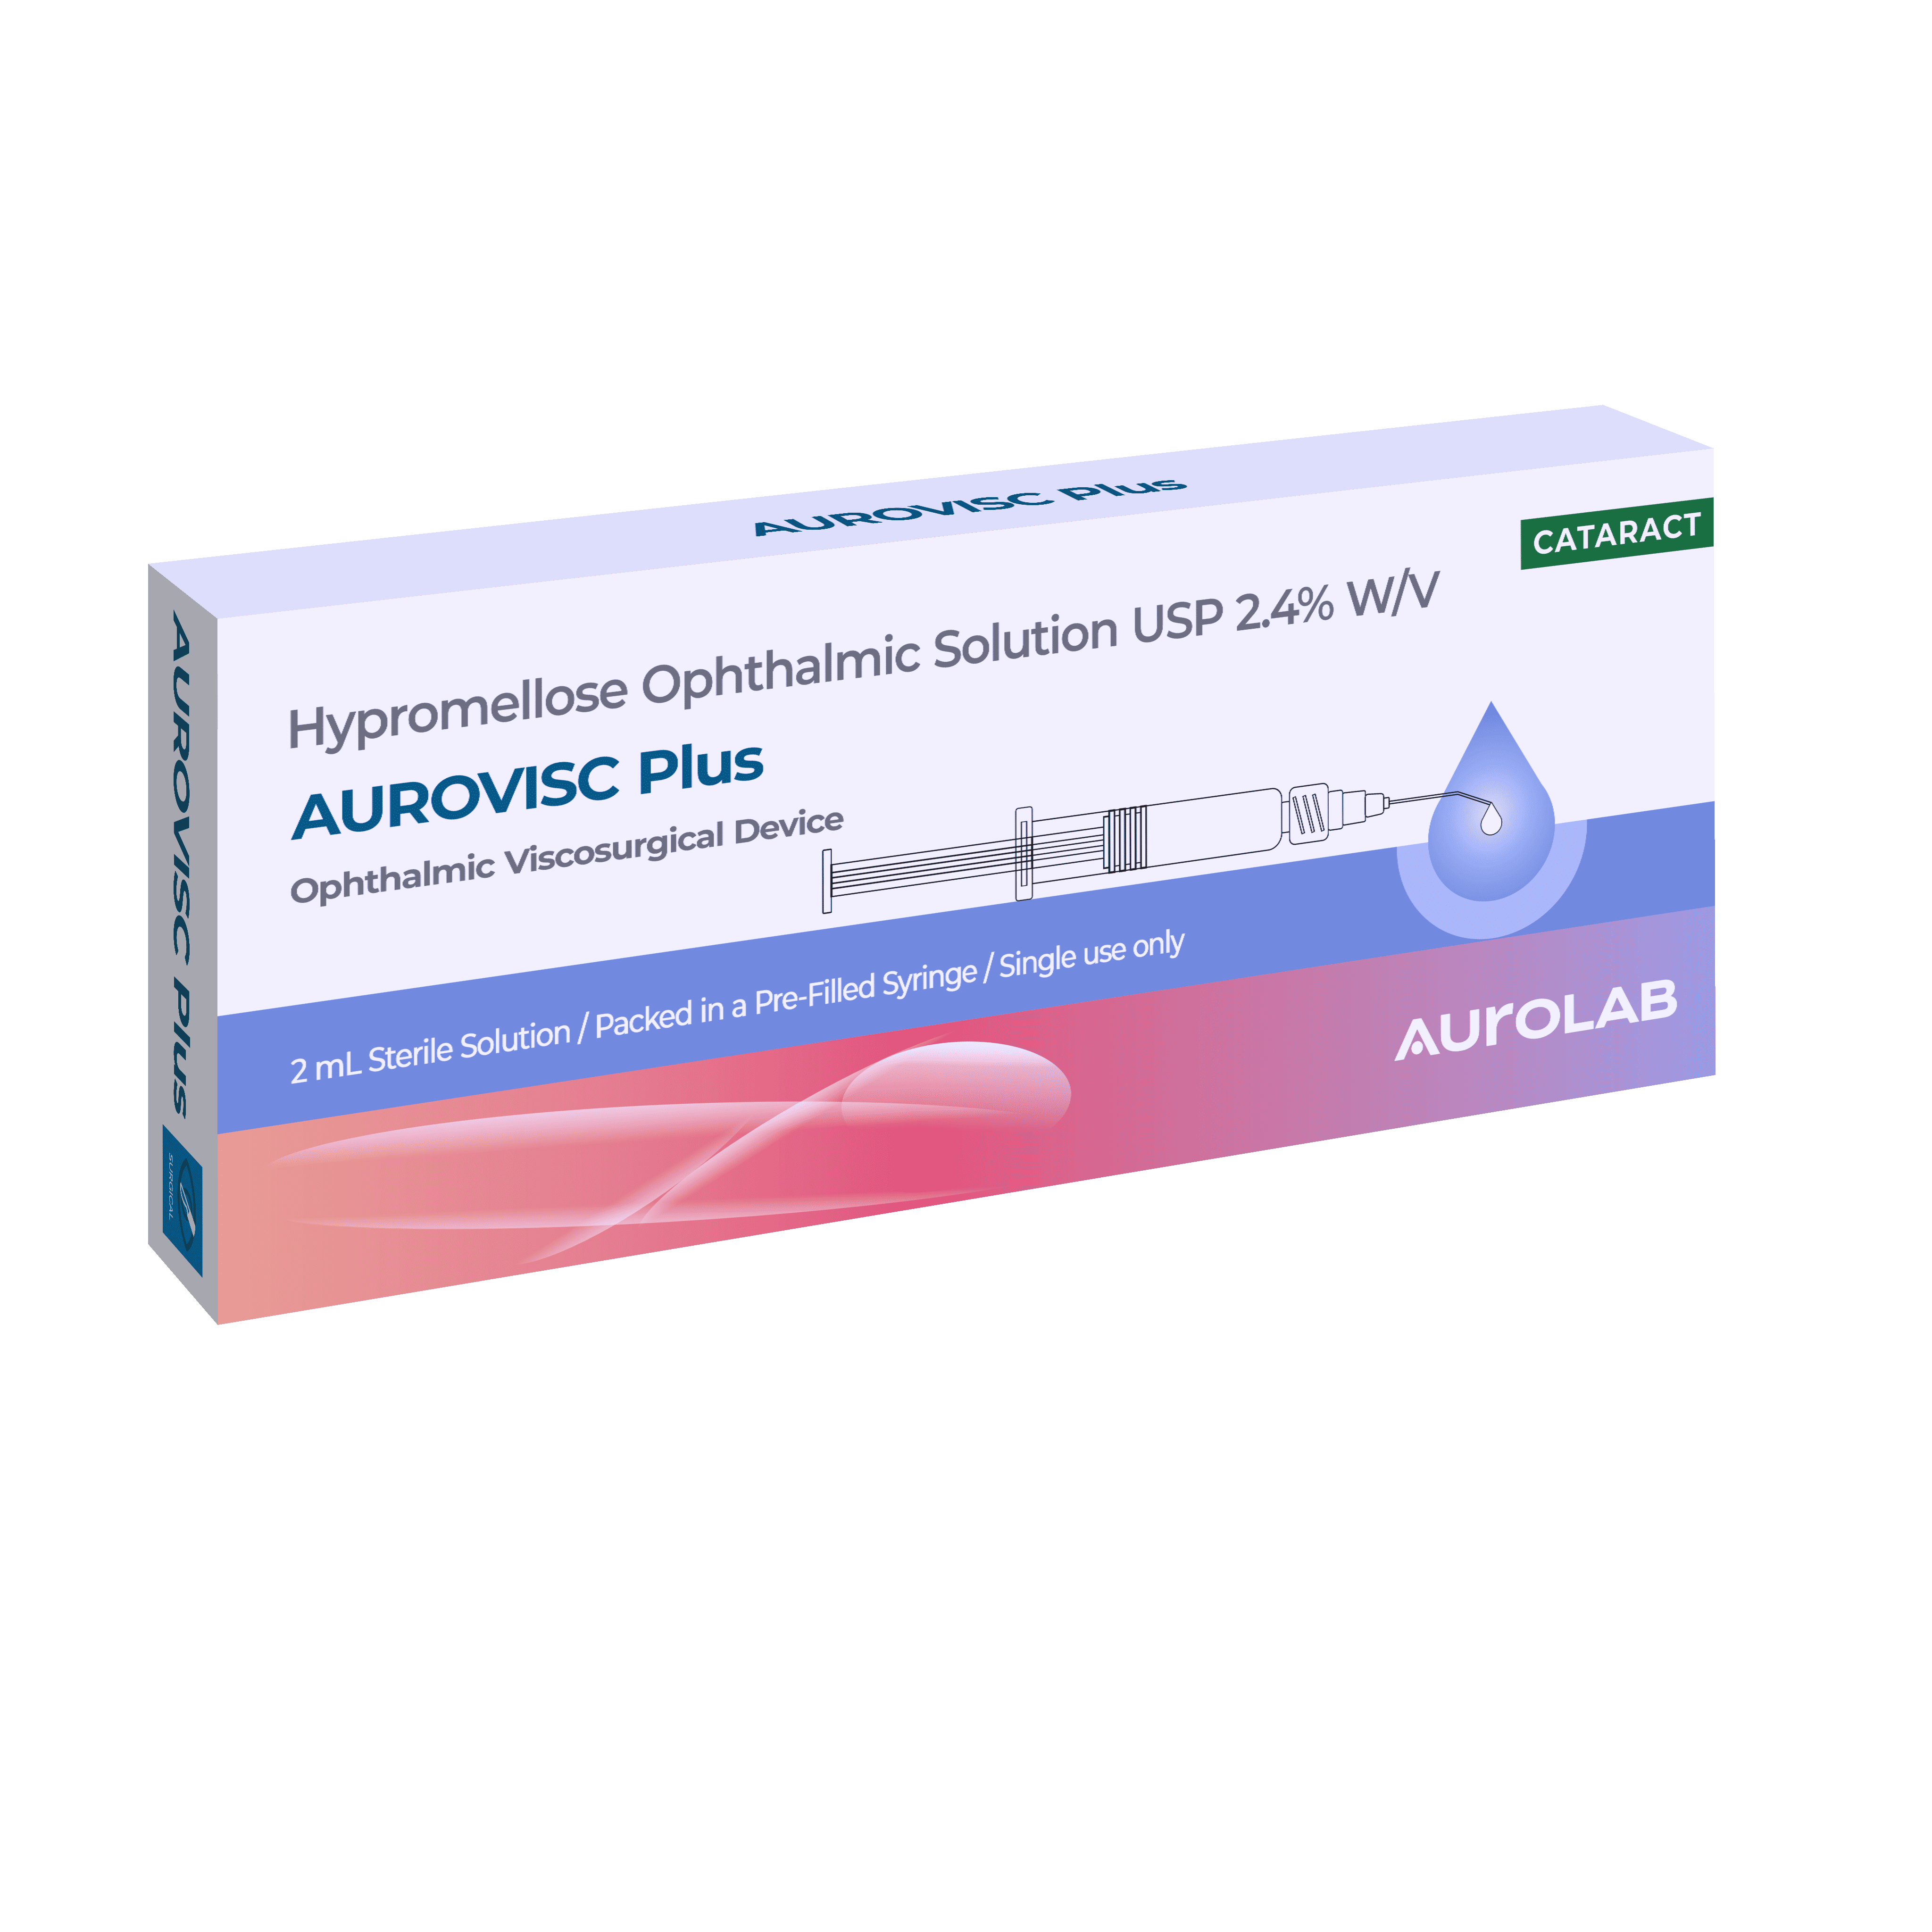 AUROVISC Plus
CATARACT
Hypromellose Ophthalmic Solution USP 2.4% W/V
AUROVISC Plus
Ophthalmic Viscosurgical Device
2 mL Sterile Solution / Packed in a Pre-Filled Syringe / Single use only
AUROLAB
AUROVISC Plus
SURGICAL